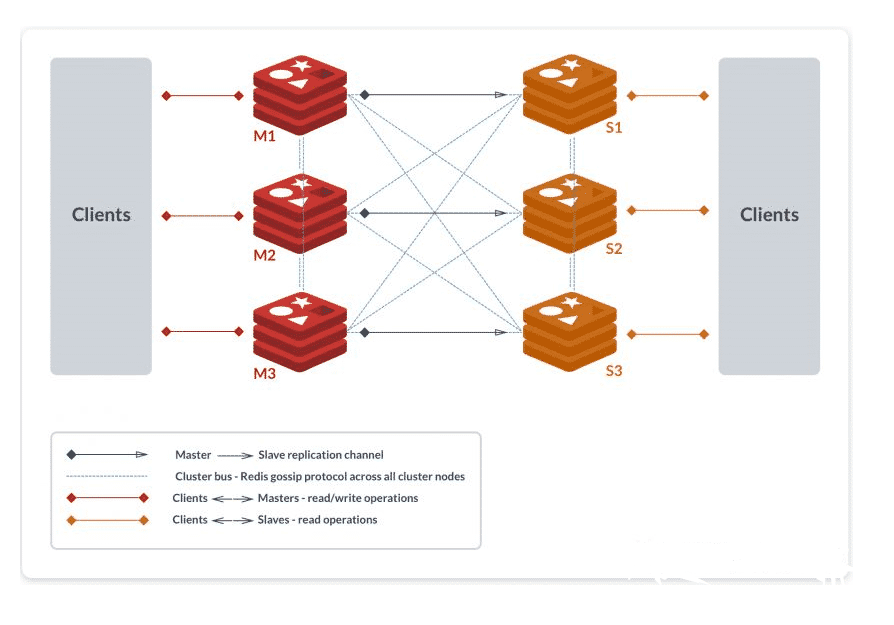 M1
S1
Clients
Clients
M2
S2
M3
S3
Master Slave replication channel
Cluster bus - Redis gossip protocol across all cluster nodes
Clients Masters - read/write operations
Clients Slaves - read operations